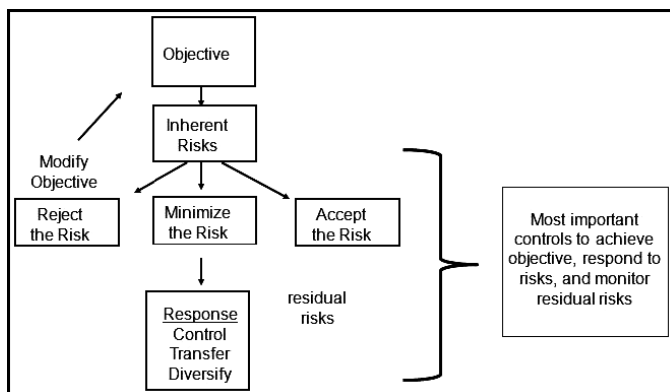 Objective
Inherent
Risks
Modify
Objective
Reject
the Risk
Minimize
the Risk
Accept
the Risk
Response
Control
Transfer
Diversify
residual
risks
Most important
controls to achieve
objective, respond to
risks, and monitor
residual risks